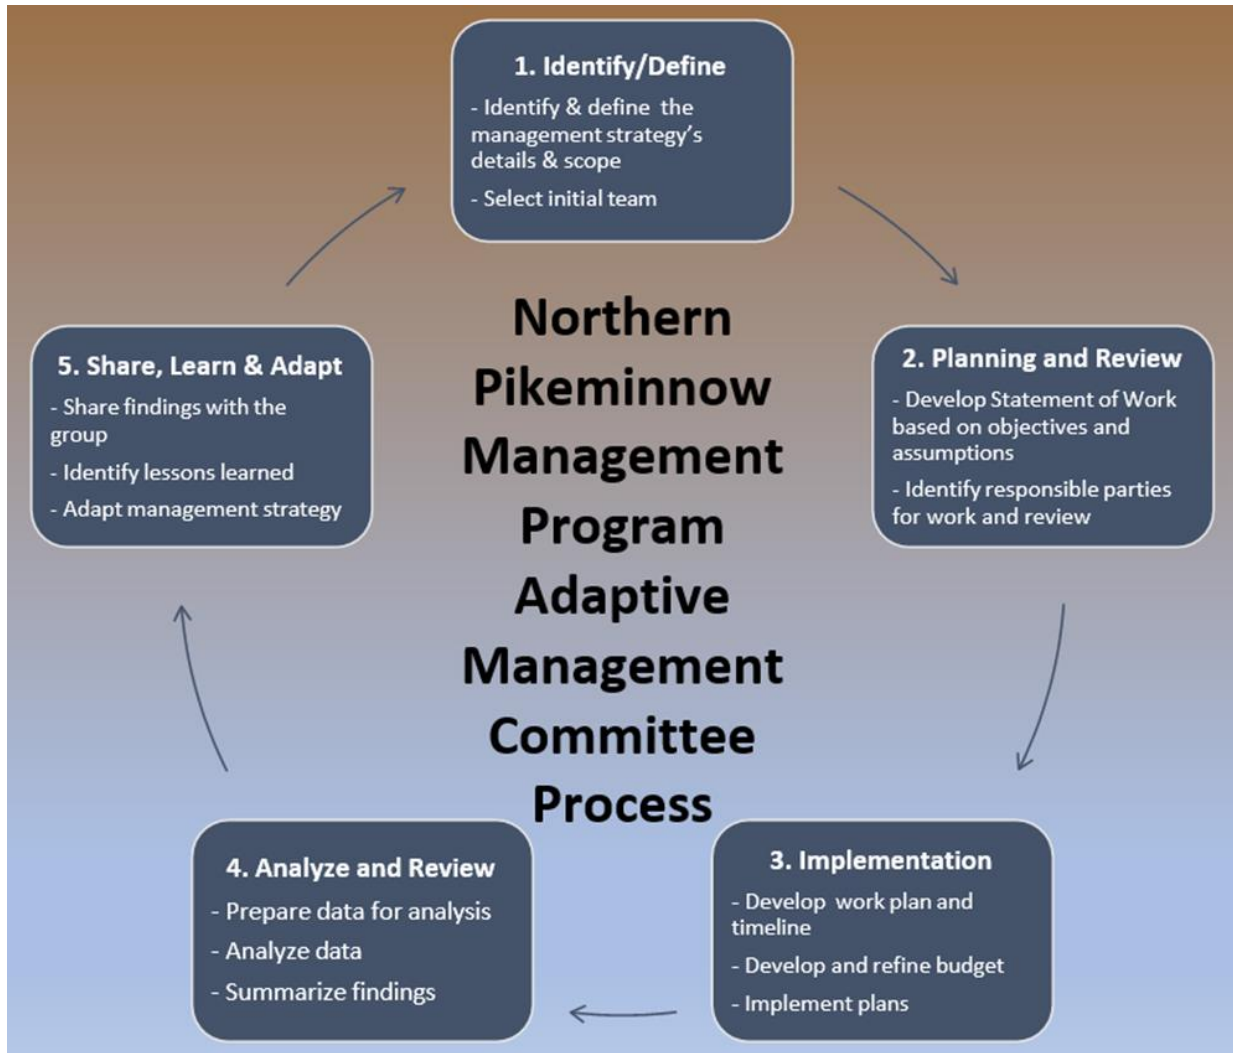 1. Identify/Define
- Identify & define the
management strategy's
details & scope
- Select initial team
Northern
Pikeminnow
Management
Program
Adaptive
Management
Committee
Process
2. Planning and Review
- Develop Statement of Work
based on objectives and
assumptions
- Identify responsible parties
for work and review
3. Implementation
- Develop work plan and
timeline
- Develop and refine budget
- Implement plans
4. Analyze and Review
- Prepare data for analysis
- Analyze data
- Summarize findings
5. Share, Learn & Adapt
- Share findings with the
group
- Identify lessons learned
- Adapt management strategy